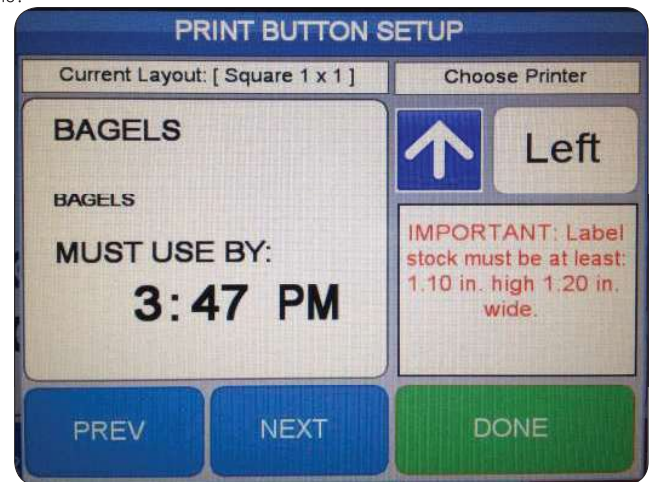 PRINT BUTTON SETUP
Current Layout: [ Square 1 x 1 ]
Choose Printer
BAGELS
BAGELS
MUST USE BY:
3:47 PM
Left
IMPORTANT: Label
stock must be at least:
1.10 in. high 1.20 in.
wide.
PREV
NEXT
DONE